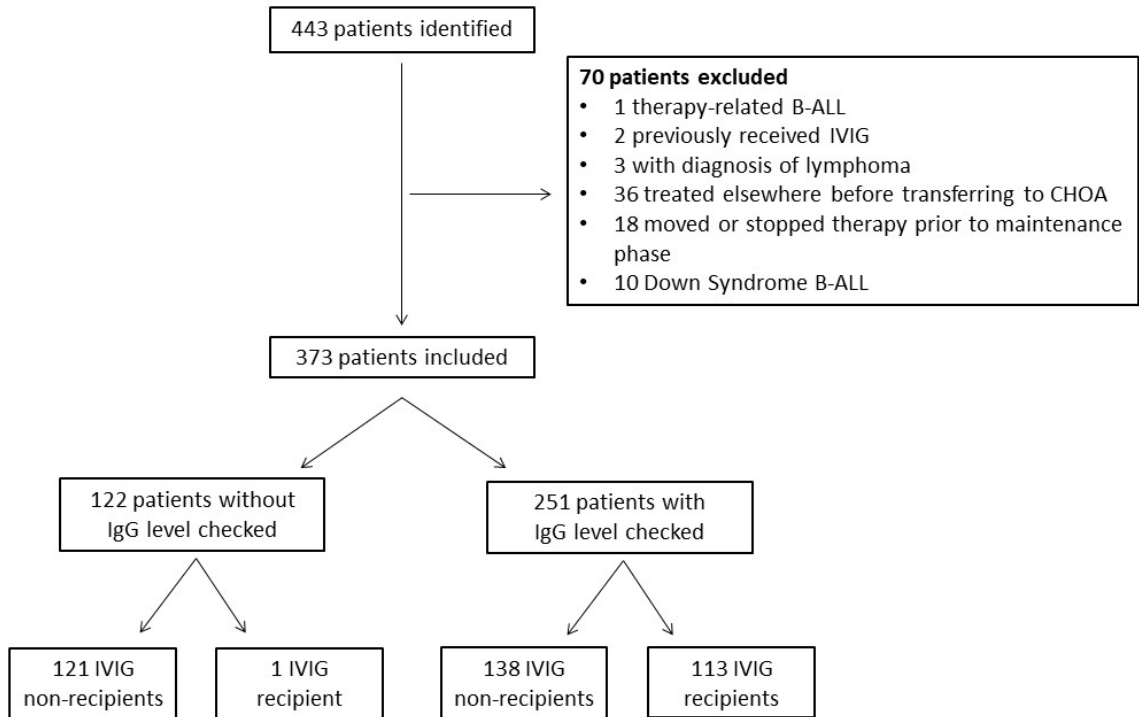 443 patients identified
70 patients excluded
• 1 therapy-related B-ALL
• 2 previously received IVIG
• 3 with diagnosis of lymphoma
• 36 treated elsewhere before transferring to CHOA
• 18 moved or stopped therapy prior to maintenance
phase
• 10 Down Syndrome B-ALL
373 patients included
122 patients without
IgG level checked
251 patients with
IgG level checked
121 IVIG
non-recipients
1 IVIG
recipient
138 IVIG
non-recipients
113 IVIG
recipients